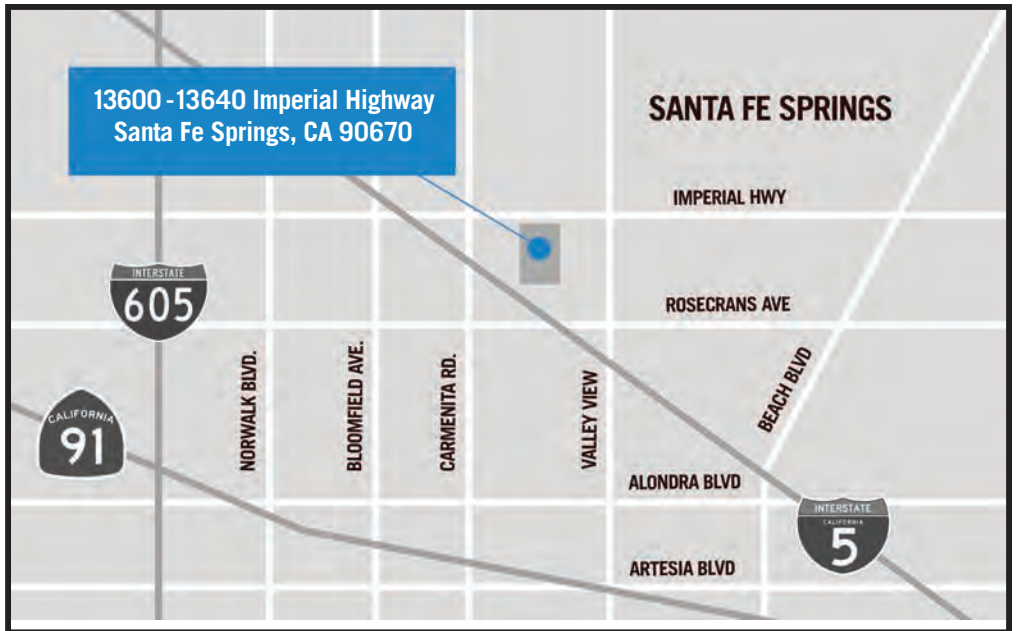 13600-13640 Imperial Highway
Santa Fe Springs, CA 90670
SANTA FE SPRINGS
IMPERIAL HWY
INTERSTATE
605
ROSECRANS AVE
NORWALK BLVD.
BLOOMFIELD AVE.
CARMENITA RD.
VALLEY VIEW
BEACH BLVD
CALIFORNIA
91
ALONDRA BLVD
INTERSTATE
CALIFORNIA
5
ARTESIA BLVD